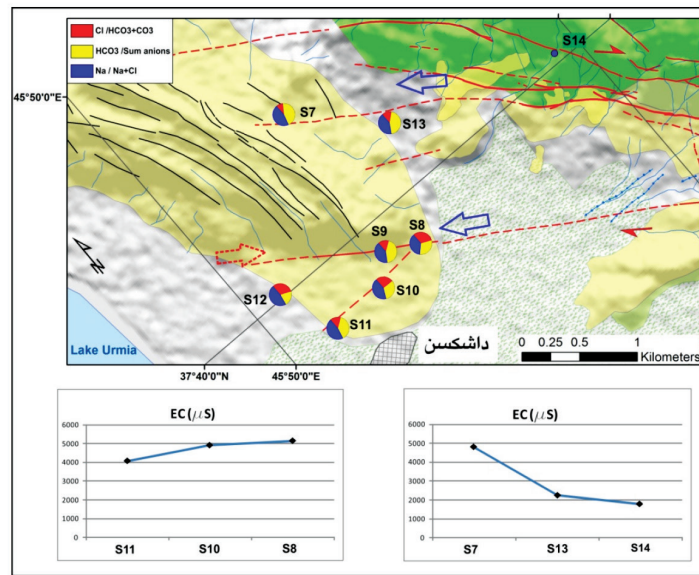 Cl /HCO3+CO3
HCO3 /Sum anions
Na / Na+Cl
45°50'0"E
S14
S7
S13
S8
S9
S10
S12
S11
داشکسن
Lake Urmia
37°40'0"N
45°50'0"E
0 0.25 0.5 1
Kilometers
EC (μS)
6000
5000
4000
3000
2000
1000
0
S11 S10 S8
EC (μS)
6000
5000
4000
3000
2000
1000
0
S7 S13 S14